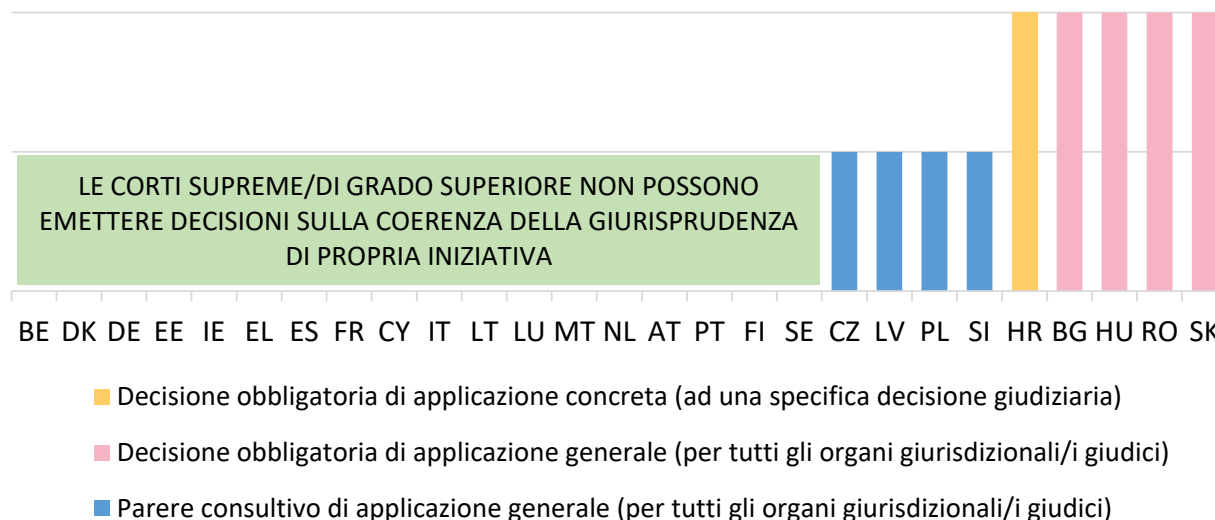 LE CORTI SUPREME/DI GRADO SUPERIORE NON POSSONO
EMETTERE DECISIONI SULLA COERENZA DELLA GIURISPRUDENZA
DI PROPRIA INIZIATIVA
BE DK DE EE IE EL ES FR CY IT LT LU MT NL AT PT FI SE CZ LV PL SI HR BG HU RO SK
Decisione obbligatoria di applicazione concreta (ad una specifica decisione giudiziaria)
Decisione obbligatoria di applicazione generale (per tutti gli organi giurisdizionali/i giudici)
Parere consultivo di applicazione generale (per tutti gli organi giurisdizionali/i giudici)